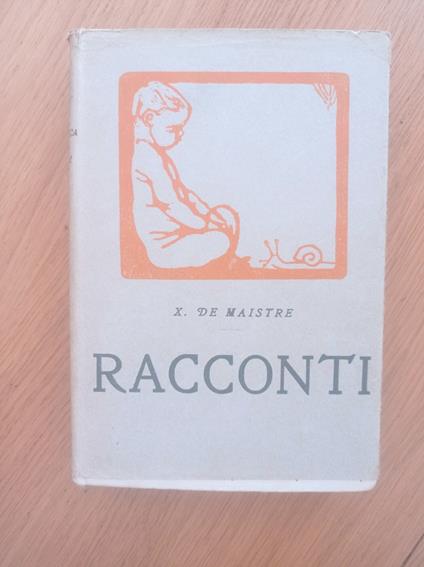 X. DE MAISTRE
RACCONTI